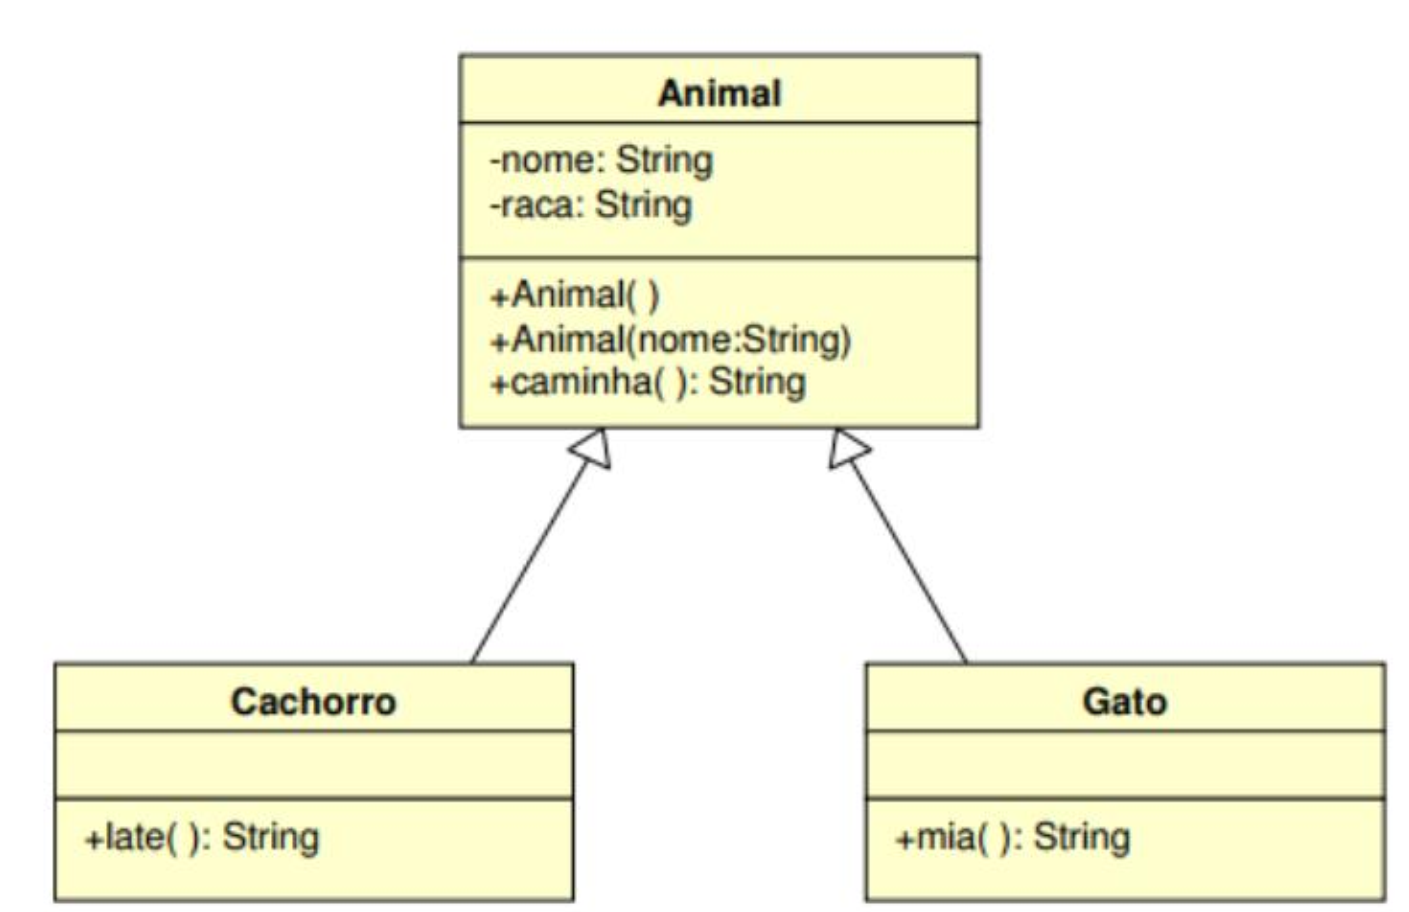 Animal
-nome: String
-raca: String
+Animal( )
+Animal(nome:String)
+caminha( ): String
Cachorro
+late( ): String
Gato
+mia( ): String